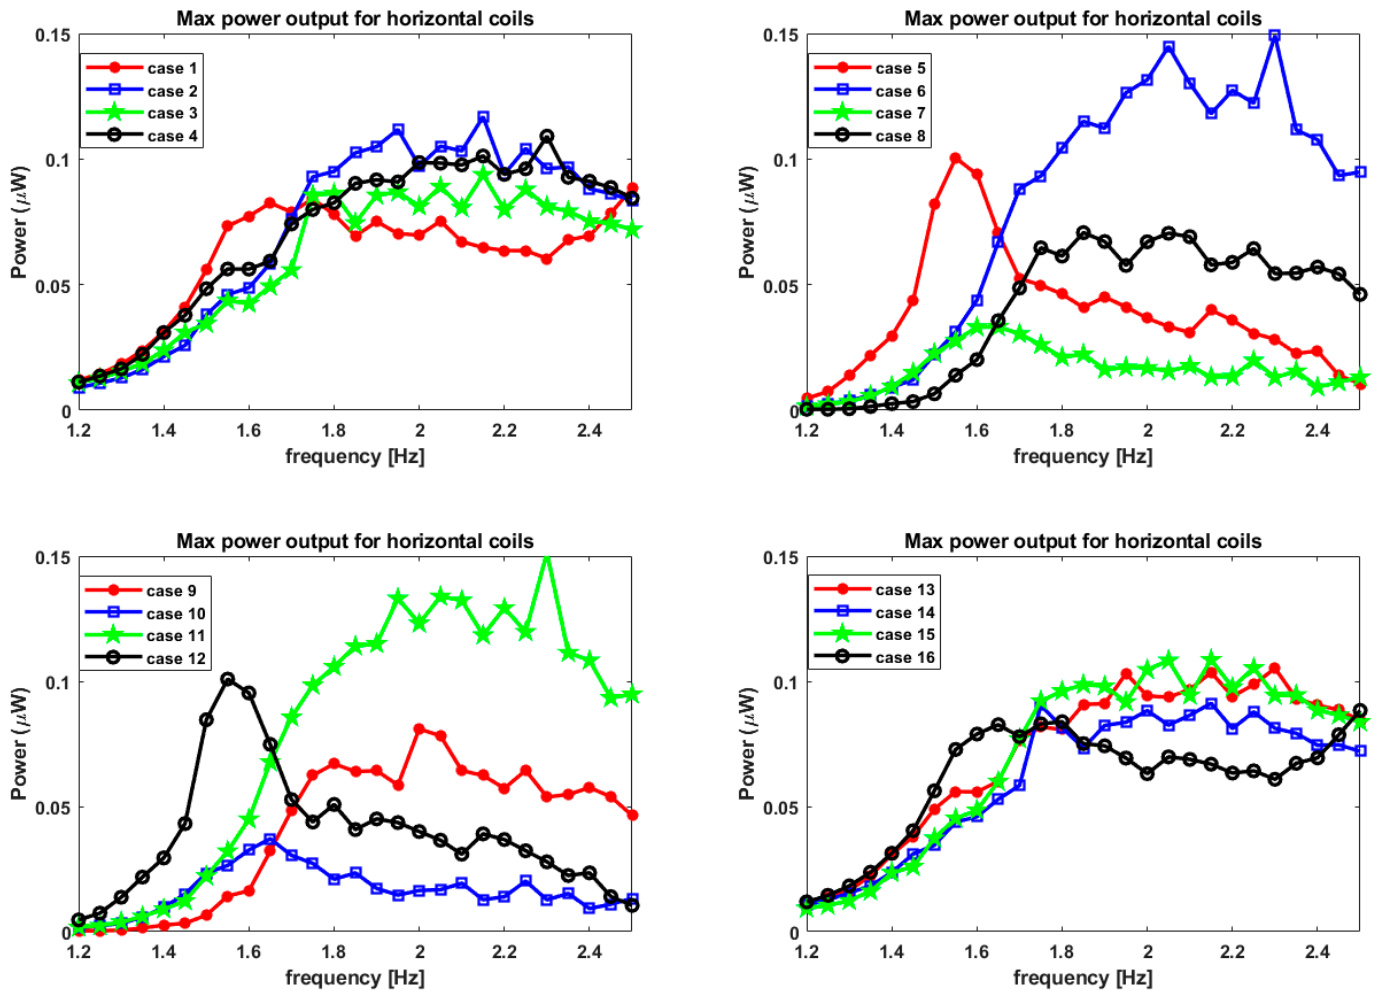 Max power output for horizontal coils
0.15
0.1
0.05
0
Power (μW)
case 1
case 2
case 3
case 4
1.2 1.4 1.6 1.8 2 2.2 2.4
frequency [Hz]
Max power output for horizontal coils
0.15
0.1
0.05
0
Power (μW)
case 5
case 6
case 7
case 8
1.2 1.4 1.6 1.8 2 2.2 2.4
frequency [Hz]
Max power output for horizontal coils
0.15
0.1
0.05
0
Power (μW)
case 9
case 10
case 11
case 12
1.2 1.4 1.6 1.8 2 2.2 2.4
frequency [Hz]
Max power output for horizontal coils
0.15
0.1
0.05
0
Power (μW)
case 13
case 14
case 15
case 16
1.2 1.4 1.6 1.8 2 2.2 2.4
frequency [Hz]